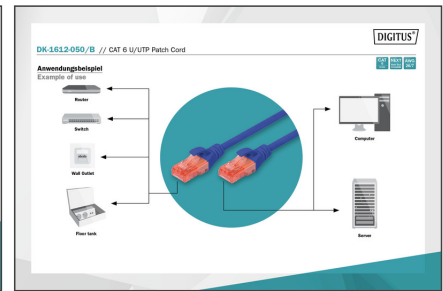 DIGITUS®
DK-1612-050/B // CAT 6 U/UTP Patch Cord
Anwendungsbeispiel
Example of use
Router
Switch
Wall Outlet
Floor tank
Computer
Server